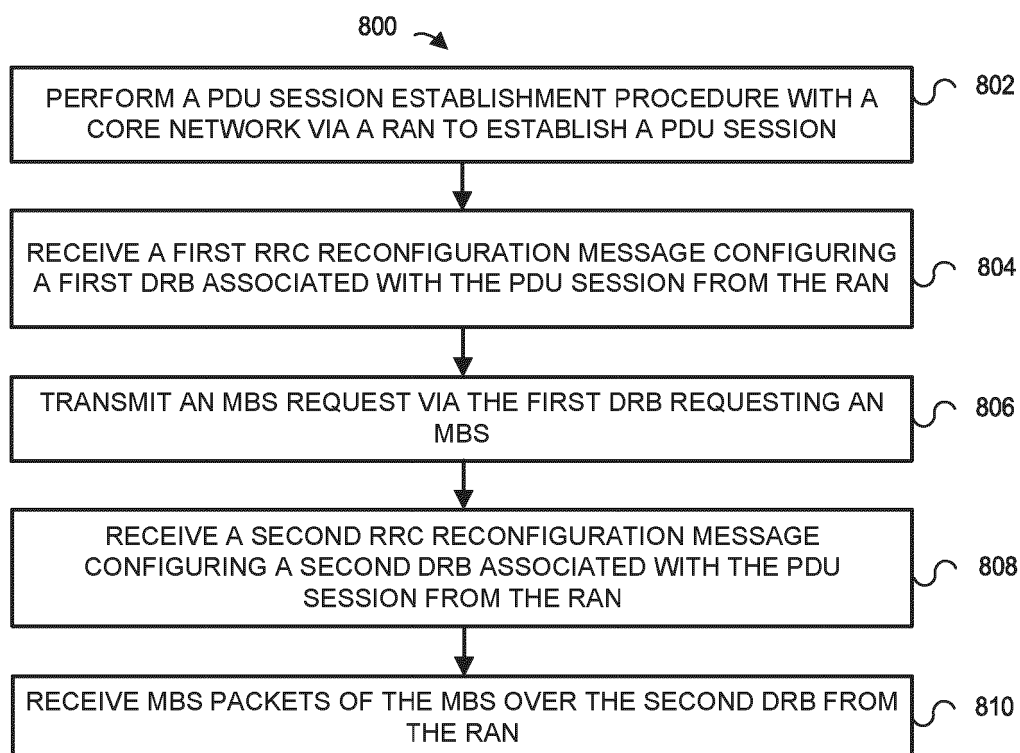 800
PERFORM A PDU SESSION ESTABLISHMENT PROCEDURE WITH A
CORE NETWORK VIA A RAN TO ESTABLISH A PDU SESSION
802
RECEIVE A FIRST RRC RECONFIGURATION MESSAGE CONFIGURING
A FIRST DRB ASSOCIATED WITH THE PDU SESSION FROM THE RAN
804
TRANSMIT AN MBS REQUEST VIA THE FIRST DRB REQUESTING AN
MBS
806
RECEIVE A SECOND RRC RECONFIGURATION MESSAGE
CONFIGURING A SECOND DRB ASSOCIATED WITH THE PDU
SESSION FROM THE RAN
808
RECEIVE MBS PACKETS OF THE MBS OVER THE SECOND DRB FROM
THE RAN
810